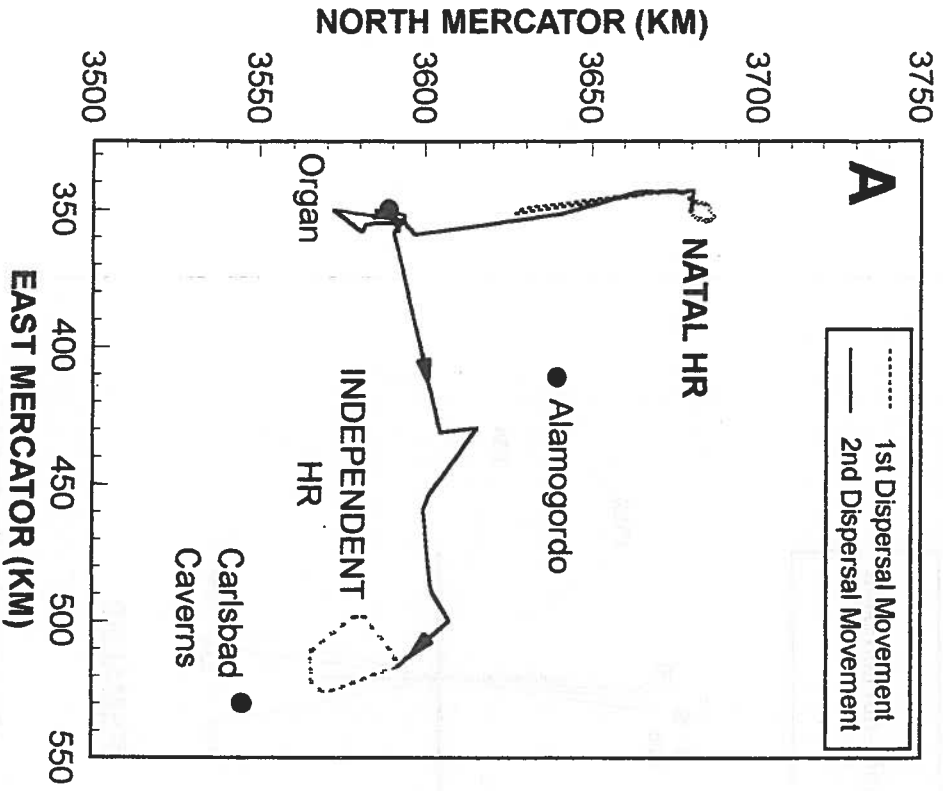 A
1st Dispersal Movement
2nd Dispersal Movement
NATAL HR
Alamogordo
Organ
INDEPENDENT
HR
Carlsbad
Caverns
NORTH MERCATOR (KM)
3750
3700
3650
3600
3550
3500
350
400
450
500
550
EAST MERCATOR (KM)